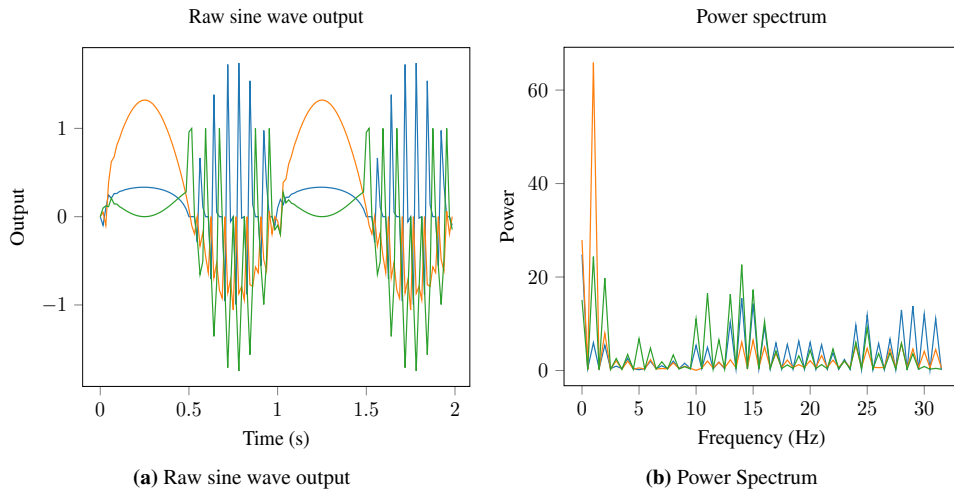 Raw sine wave output
Output
1
0
−1
0
0.5
1
1.5
2
Time (s)
(a) Raw sine wave output
Power spectrum
Power
60
40
20
0
0
5
10
15
20
25
30
Frequency (Hz)
(b) Power Spectrum